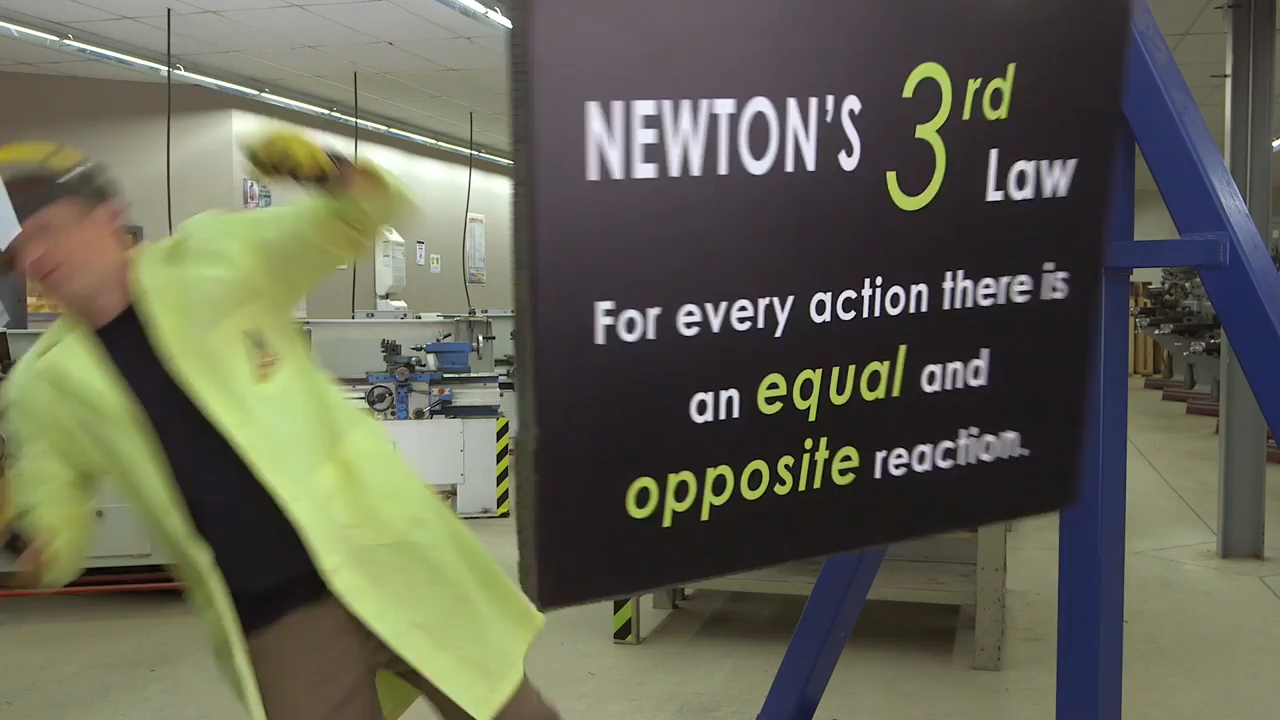 NEWTON'S 3rd
Law
For every action there is
an equal and
opposite reaction.